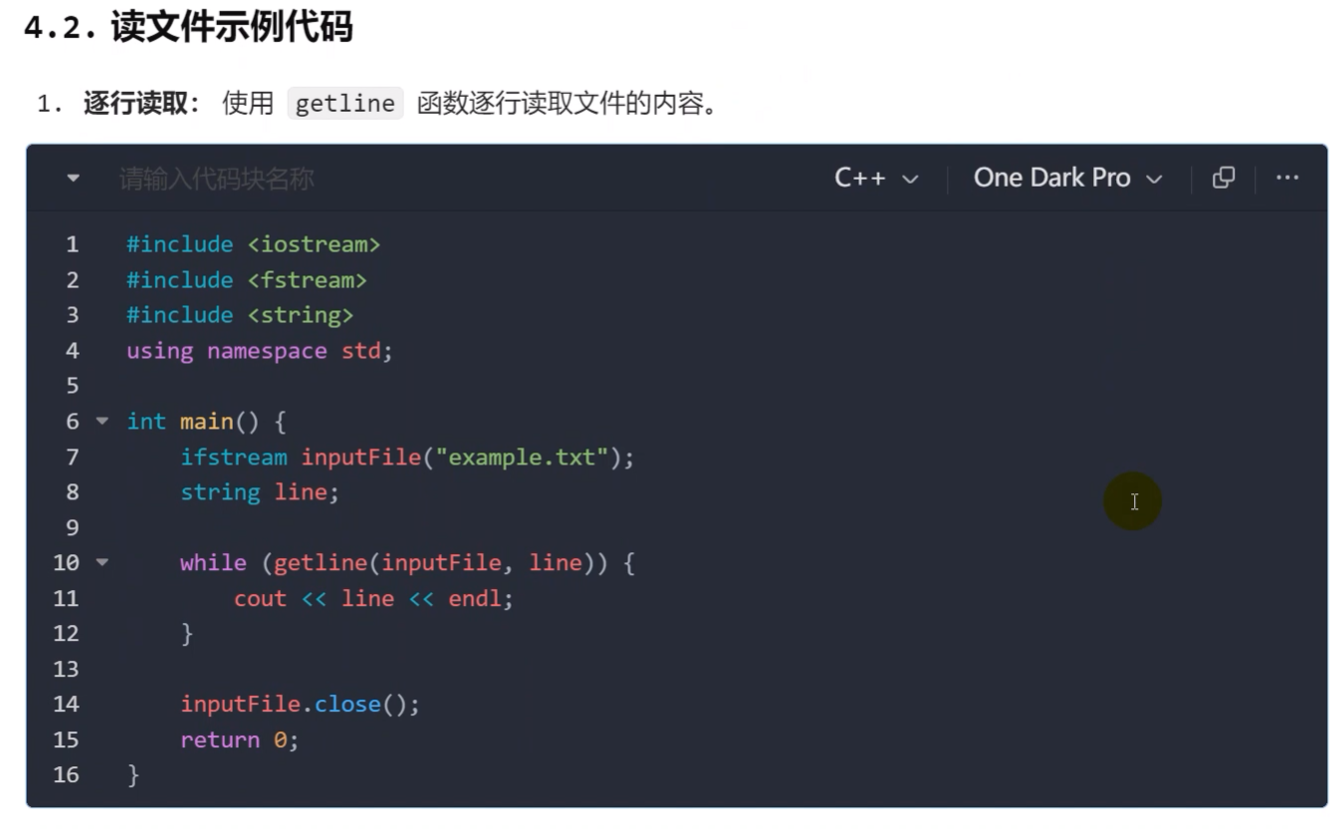 4.2. 读文件示例代码
1. 逐行读取： 使用 getline 函数逐行读取文件的内容。
请输入代码块名称 C++ One Dark Pro ···
1 #include <iostream>
2 #include <fstream>
3 #include <string>
4 using namespace std;
5
6 int main() {
7     ifstream inputFile("example.txt");
8     string line;
9
10     while (getline(inputFile, line)) {
11         cout << line << endl;
12     }
13
14     inputFile.close();
15     return 0;
16 }